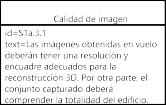 Calidad de imagen
id=S1a.3.1
text=Las imágenes obtenidas en vuelo
deberán tener una resolución y
encuadre adecuados para la
reconstrucción 3D. Por otra parte, el
conjunto capturado deberá
comprender la totalidad del edificio.